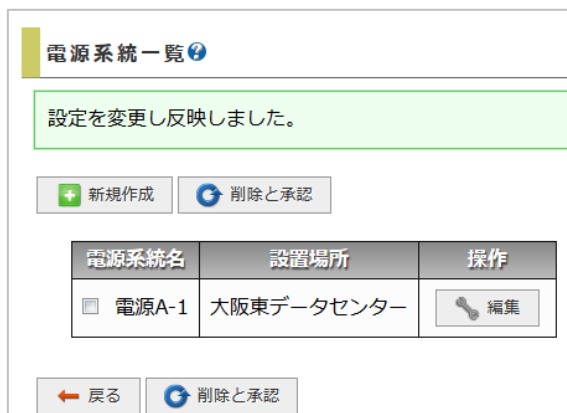 電源系統一覧?
設定を変更し反映しました。
新規作成 削除と承認
電源系統名 設置場所 操作
電源A-1 大阪東データセンター 編集
戻る 削除と承認